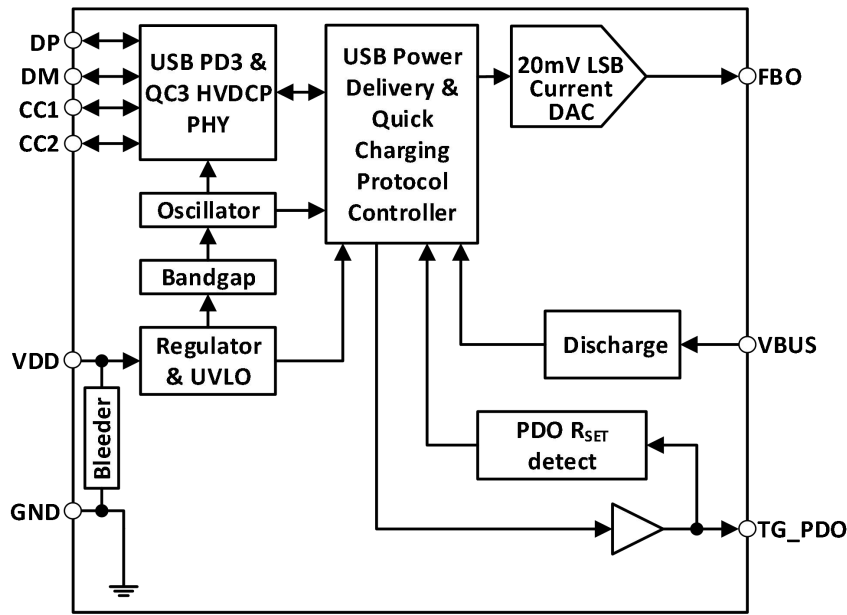 DP
DM
CC1
CC2
USB PD3 &
QC3 HVDCP
PHY
USB Power
Delivery &
Quick
Charging
Protocol
Controller
20mV LSB
Current
DAC
FBO
Oscillator
Bandgap
VDD
Regulator
& UVLO
Discharge
VBUS
Bleeder
PDO RSET
detect
GND
TG_PDO